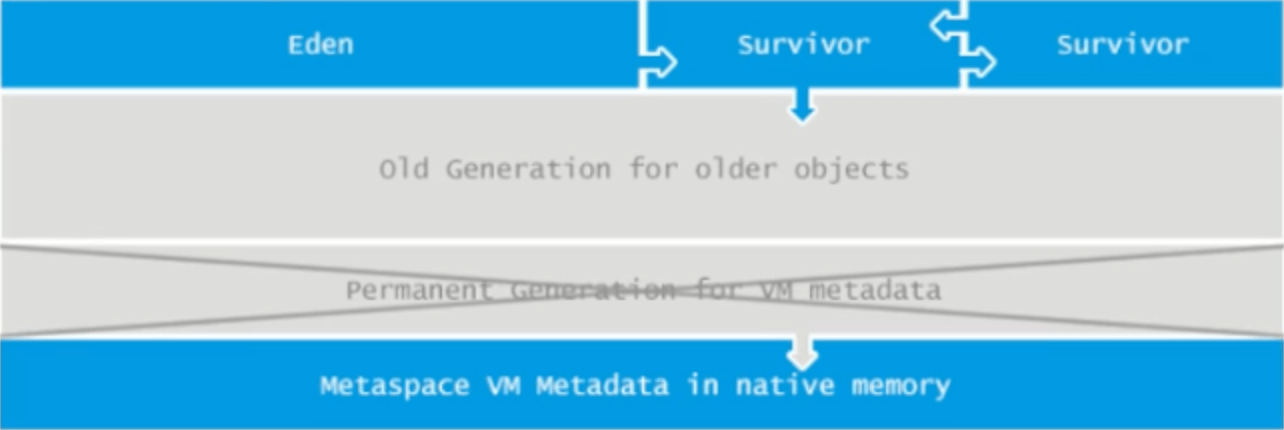 Eden
Survivor
Survivor
Old Generation for older objects
Permanent Generation for VM metadata
Metaspace VM Metadata in native memory